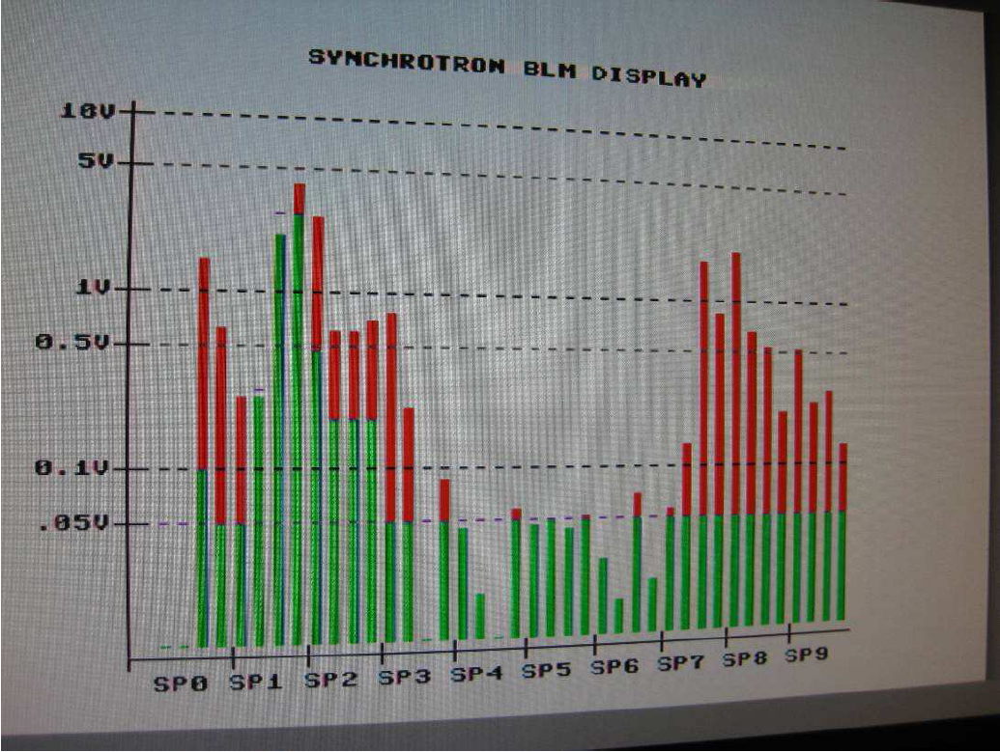 SYNCHROTRON BLM DISPLAY
10V
5V
1V
0.5V
0.1V
.05V
SP0 SP1 SP2 SP3 SP4 SP5 SP6 SP7 SP8 SP9